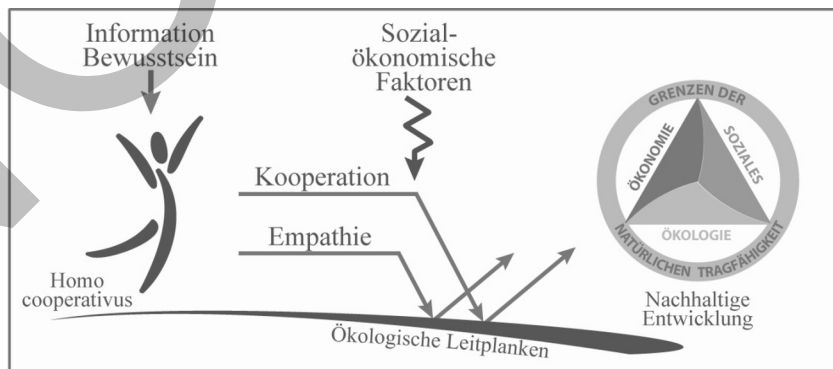 Information
Bewusstsein
Sozial-
ökonomische
Faktoren
Kooperation
Empathie
Homo
cooperativus
Ökologische Leitplanken
GRENZEN DER
NATÜRLICHEN TRAGFÄHIGKEIT
ÖKONOMIE
SOZIALES
ÖKOLOGIE
Nachhaltige
Entwicklung